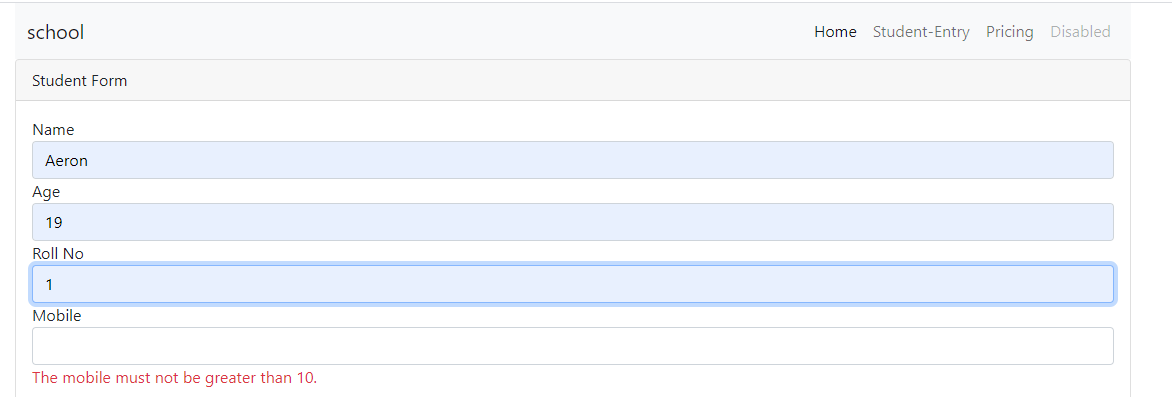 school Home Student-Entry Pricing Disabled
Student Form
Name
Aeron
Age
19
Roll No
1
Mobile
The mobile must not be greater than 10.